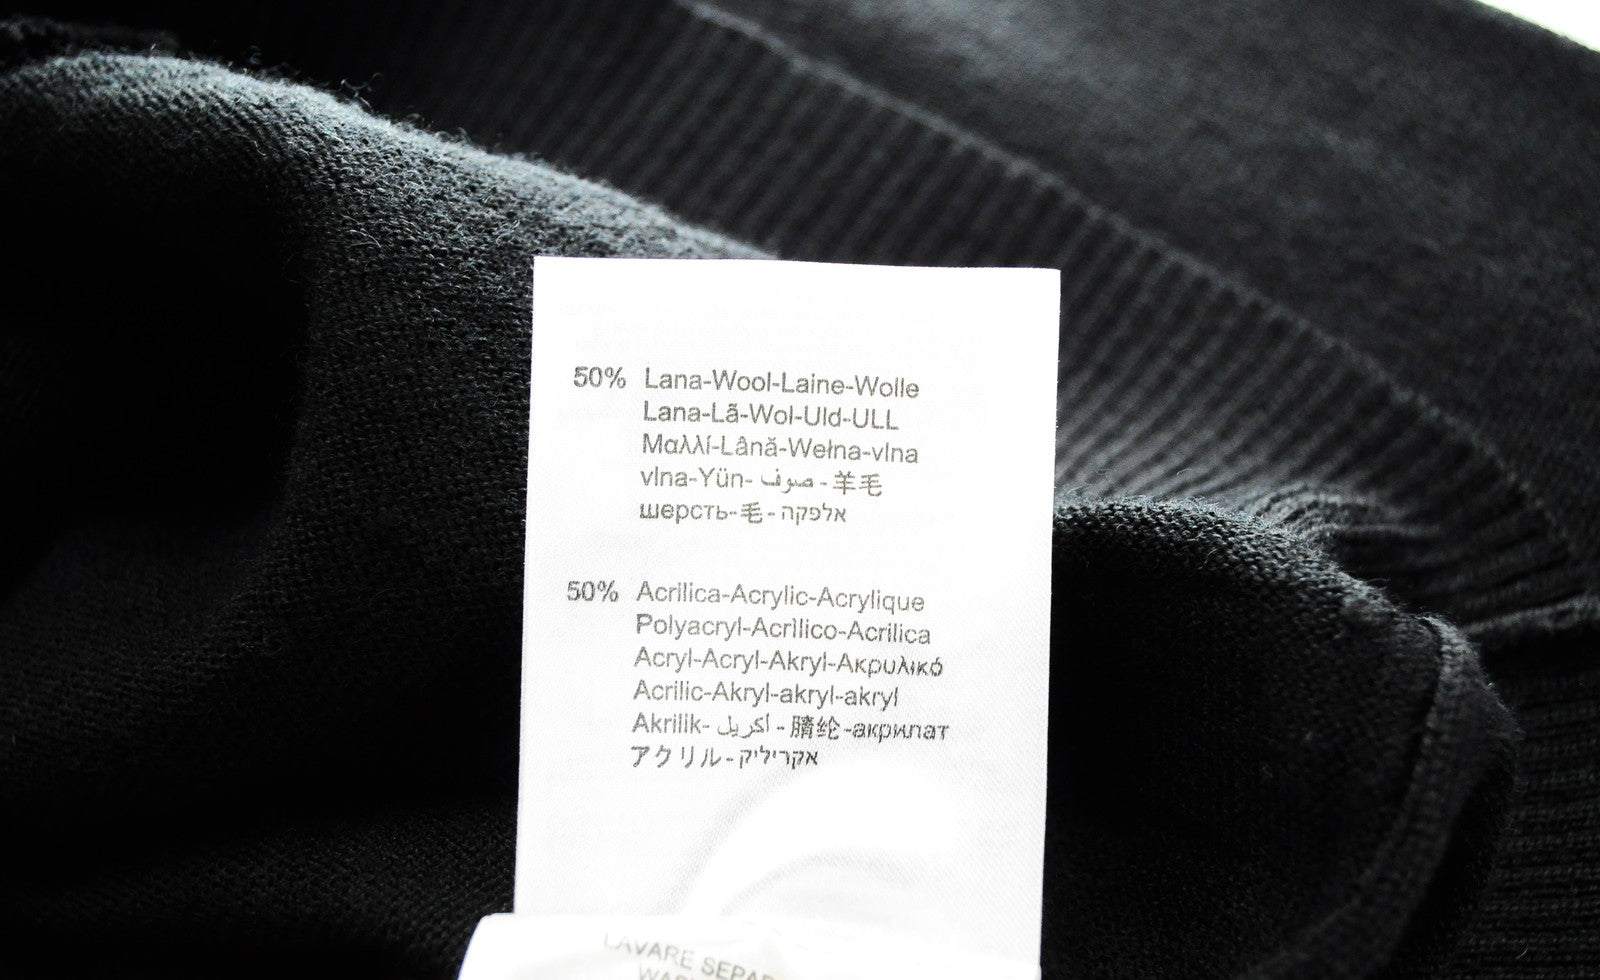 50% Lana-Wool-Laine-Wolle
Lana-Lã-Wol-Uld-ULL
Μαλλί-Lână-Wełna-vlna
vlna-Yün- صوف - 羊毛
шерсть-毛- אלפקה
50% Acrilica-Acrylic-Acrylique
Polyacryl-Acrìlico-Acrilica
Acryl-Acryl-Akryl-Ακρυλικό
Acrilic-Akryl-akryl-akryl
Akrilik- اكريل - 腈纶-акрилат
アクリル- אקריליק
LAVARE